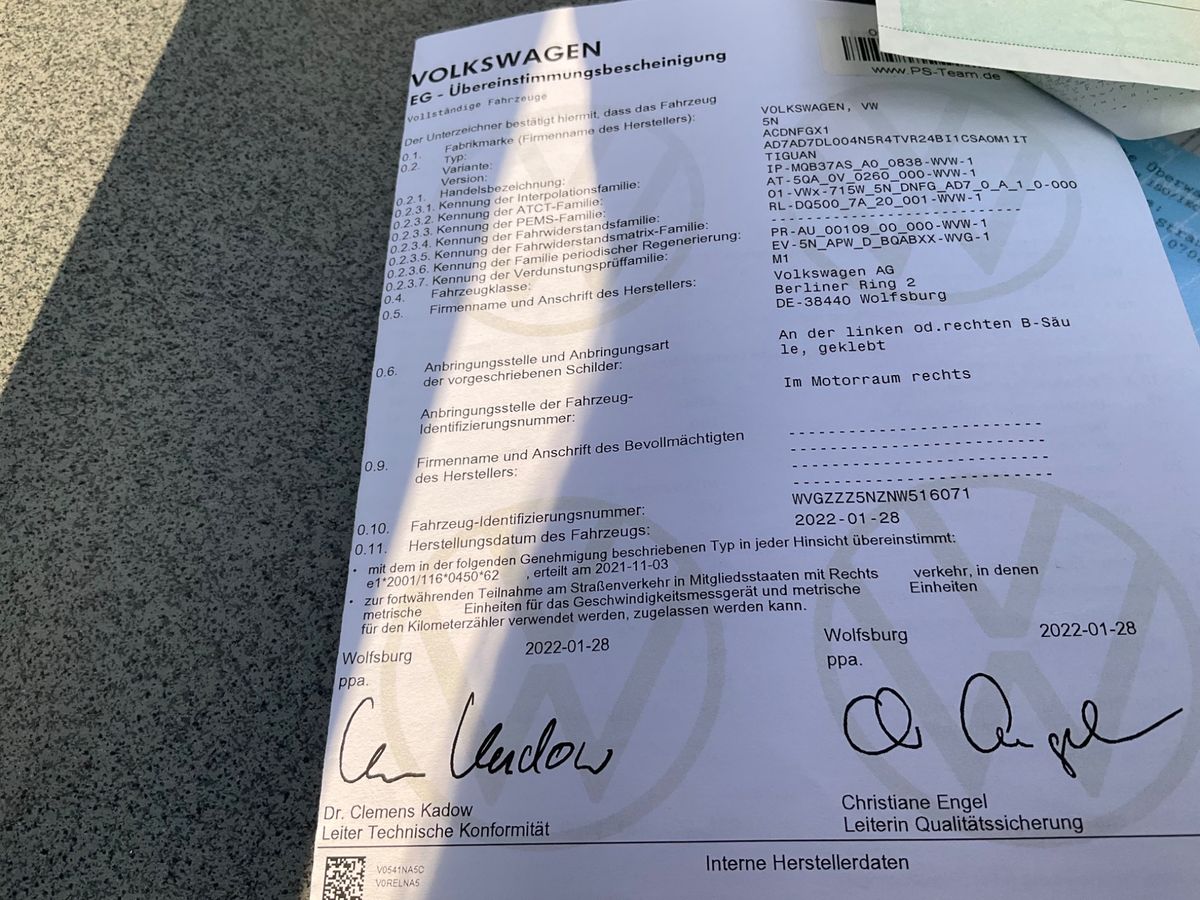 VOLKSWAGEN
EG - Übereinstimmungsbescheinigung
Vollständige Fahrzeuge
www.PS-Team.de
Der Unterzeichner bestätigt hiermit, dass das Fahrzeug
0.1. Fabrikmarke (Firmenname des Herstellers): VOLKSWAGEN, VW
0.2. Typ: 5N
Variante: ACDNFGX1
Version: AD7AD7DL004N5R4TVR24BI1CSAOM1IT
0.2.1. Handelsbezeichnung: TIGUAN
0.2.3.1. Kennung der Interpolationsfamilie: IP-MQB37AS_A0_0838-WVW-1
0.2.3.2. Kennung der ATCT-Familie: AT-5QA_0V_0260_000-WVW-1
0.2.3.3. Kennung der PEMS-Familie: 01-VWX-715W_5N_DNFG_AD7_0_A_1_0-000
0.2.3.4. Kennung der Fahrwiderstandsfamilie: RL-DQ500_7A_20_001-WVW-1
0.2.3.5. Kennung der Fahrwiderstandsmatrix-Familie: ------------------------
0.2.3.6. Kennung der Familie periodischer Regenerierung: PR-AU_00109_00_000-WVW-1
0.2.3.7. Kennung der Verdunstungsprüffamilie: EV-5N_APW_D_BQABXX-WVG-1
0.4. Fahrzeugklasse: M1
0.5. Firmenname und Anschrift des Herstellers: Volkswagen AG
Berliner Ring 2
DE-38440 Wolfsburg
0.6. Anbringungsstelle und Anbringungsart An der linken od.rechten B-Säu
der vorgeschriebenen Schilder: le, geklebt
Anbringungsstelle der Fahrzeug- Im Motorraum rechts
Identifizierungsnummer:
0.9. Firmenname und Anschrift des Bevollmächtigten ------------------------
des Herstellers: ------------------------
------------------------
------------------------
0.10. Fahrzeug-Identifizierungsnummer: WVGZZZ5NZNW516071
0.11. Herstellungsdatum des Fahrzeugs: 2022-01-28
• mit dem in der folgenden Genehmigung beschriebenen Typ in jeder Hinsicht übereinstimmt:
e1*2001/116*0450*62 , erteilt am 2021-11-03
• zur fortwährenden Teilnahme am Straßenverkehr in Mitgliedsstaaten mit Rechts verkehr, in denen
metrische Einheiten für das Geschwindigkeitsmessgerät und metrische Einheiten
für den Kilometerzähler verwendet werden, zugelassen werden kann.
Wolfsburg 2022-01-28 Wolfsburg 2022-01-28
ppa. ppa.
Dr. Clemens Kadow Christiane Engel
Leiter Technische Konformität Leiterin Qualitätssicherung
V0541NA5C
V0RELNA5
Interne Herstellerdaten